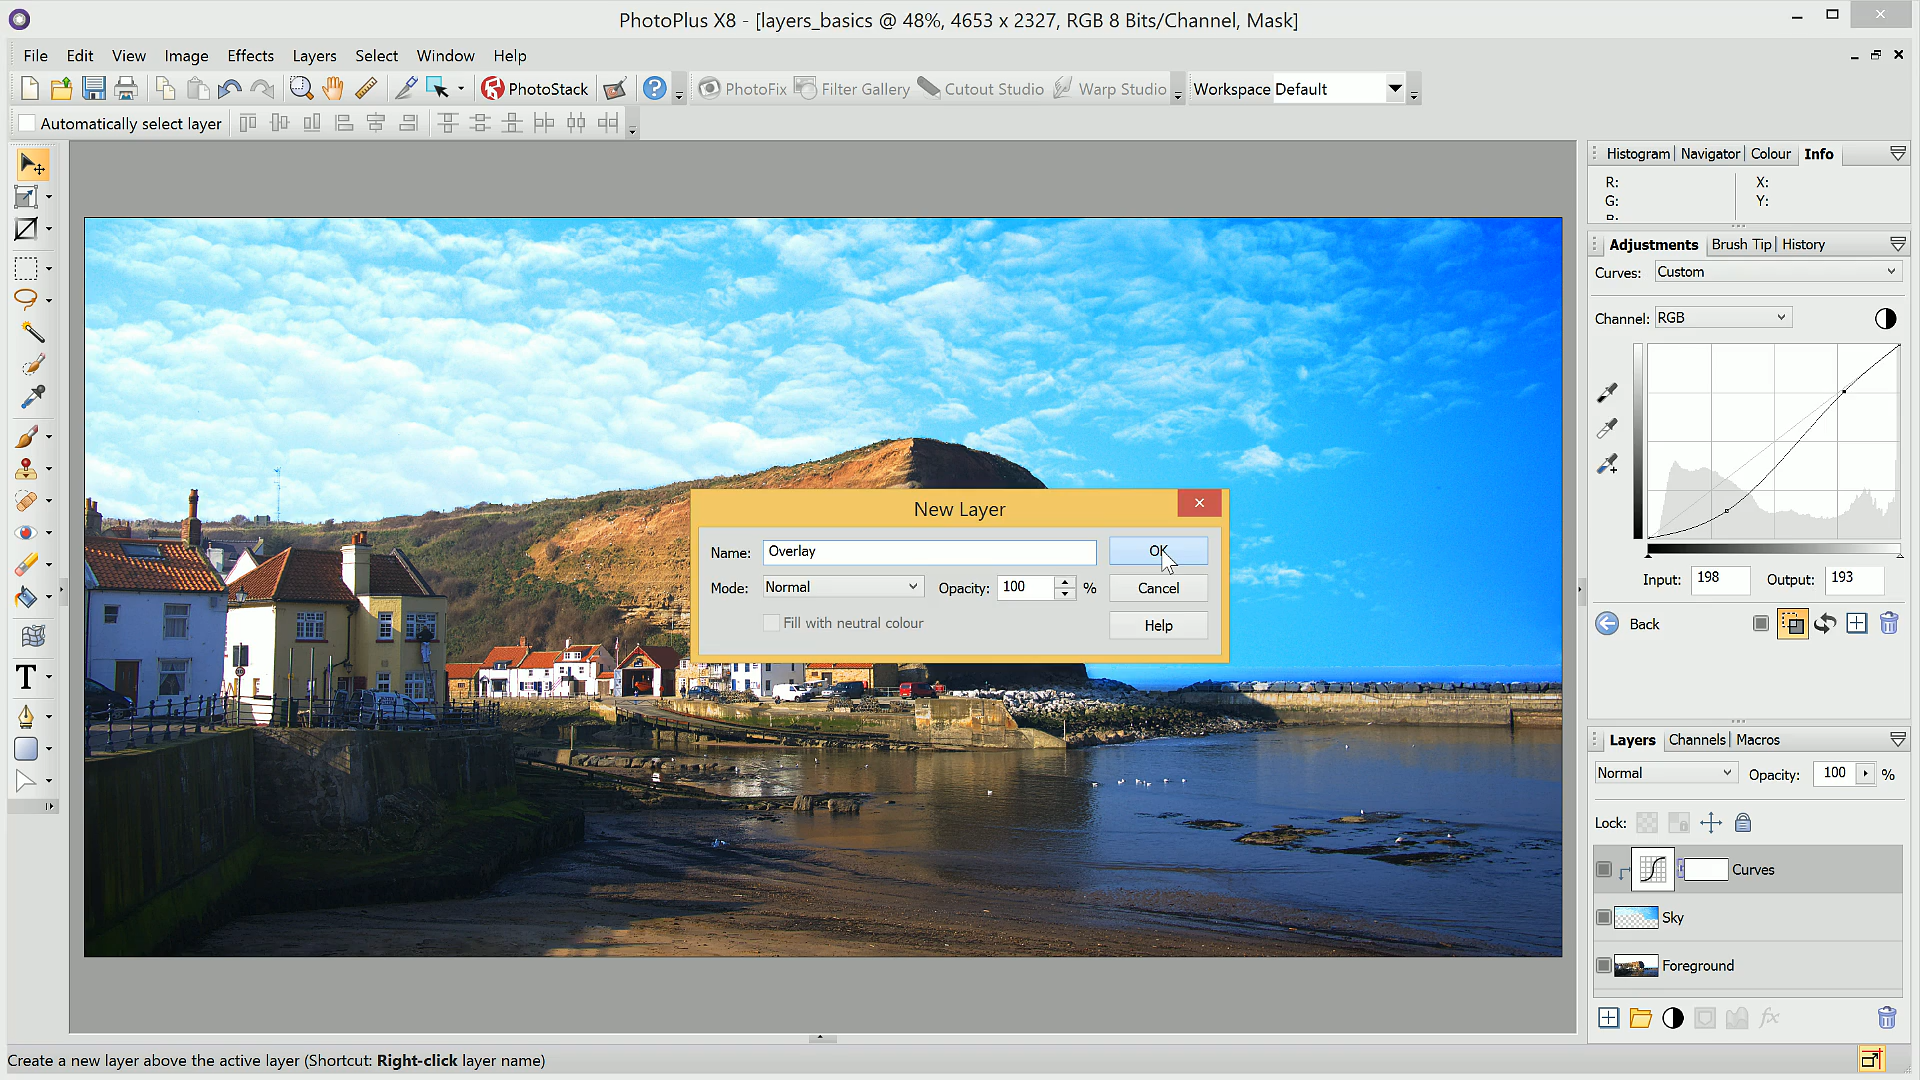 PhotoPlus X8 - [layers_basics @ 48%, 4653 x 2327, RGB 8 Bits/Channel, Mask]
File Edit View Image Effects Layers Select Window Help
PhotoStack PhotoFix Filter Gallery Cutout Studio Warp Studio Workspace Default
Automatically select layer
Histogram Navigator Colour Info
R: X:
G: Y:
B:
Adjustments Brush Tip History
Curves: Custom
Channel: RGB
Input: 198 Output: 193
Back
New Layer
Name: Overlay OK
Mode: Normal Opacity: 100 % Cancel
Fill with neutral colour Help
Layers Channels Macros
Normal Opacity: 100 %
Lock:
Curves
Sky
Foreground
fx
Create a new layer above the active layer (Shortcut: Right-click layer name)